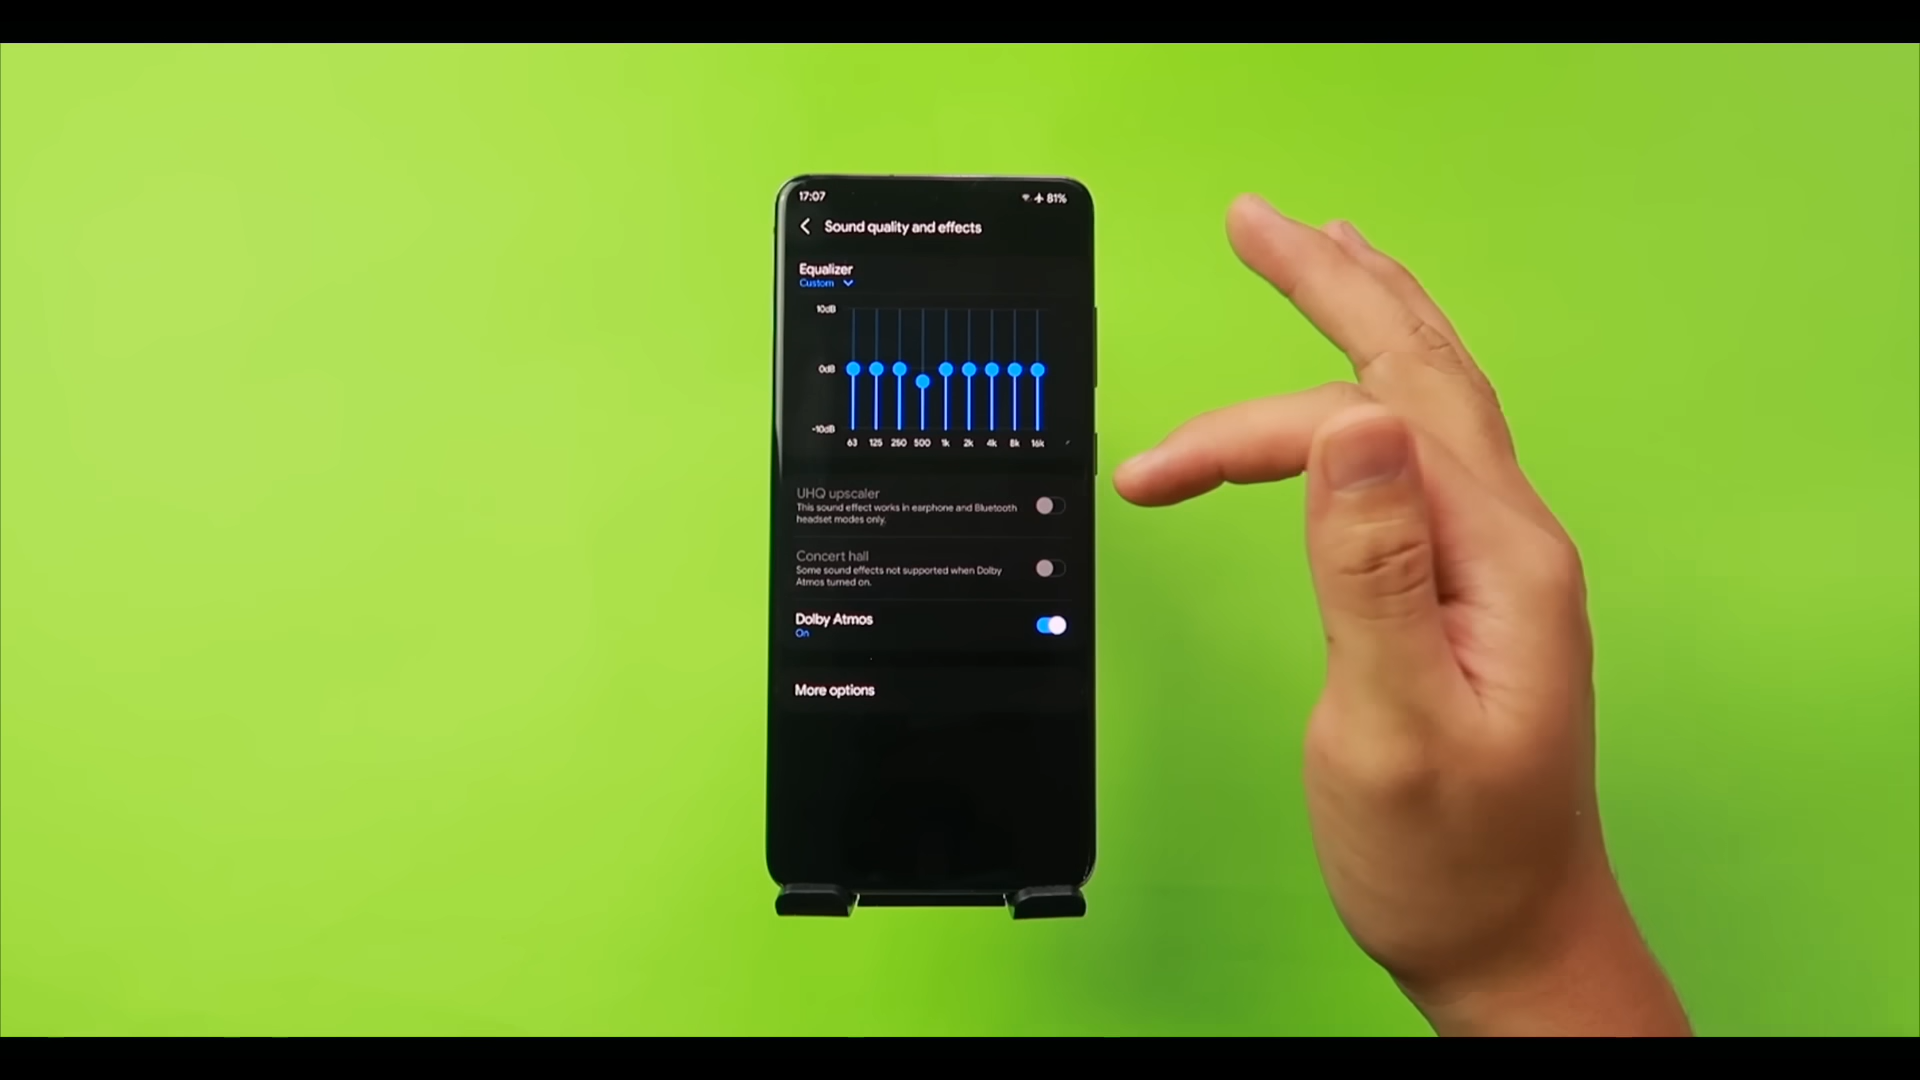 17:07 81%
Sound quality and effects
Equalizer
Custom
10dB
0dB
-10dB
63 125 250 500 1k 2k 4k 8k 16k
UHQ upscaler
This sound effect works in earphone and Bluetooth
headset modes only.
Concert hall
Some sound effects not supported when Dolby
Atmos turned on.
Dolby Atmos
On
More options